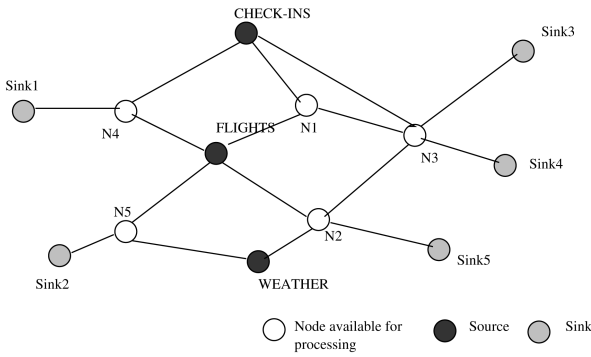 CHECK-INS
Sink3
Sink1
FLIGHTS
N4
N1
N3
Sink4
N5
N2
Sink5
Sink2
WEATHER
Node available for
processing
Source
Sink